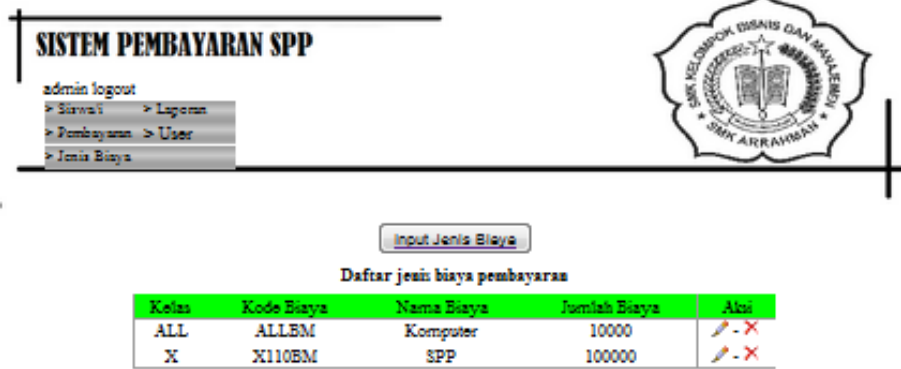 SISTEM PEMBAYARAN SPP
SMK KELOMPOK BISNIS DAN MANAJEMEN
SMK ARRAHMAN
admin logout
> Siswa/i > Laporan
> Pembayaran > User
> Jenis Biaya
Input Jenis Biaya
Daftar jenis biaya pembayaran
Kelas Kode Biaya Nama Biaya Jumlah Biaya Aksi
ALL ALLBM Komputer 10000 -
X X110BM SPP 100000 -